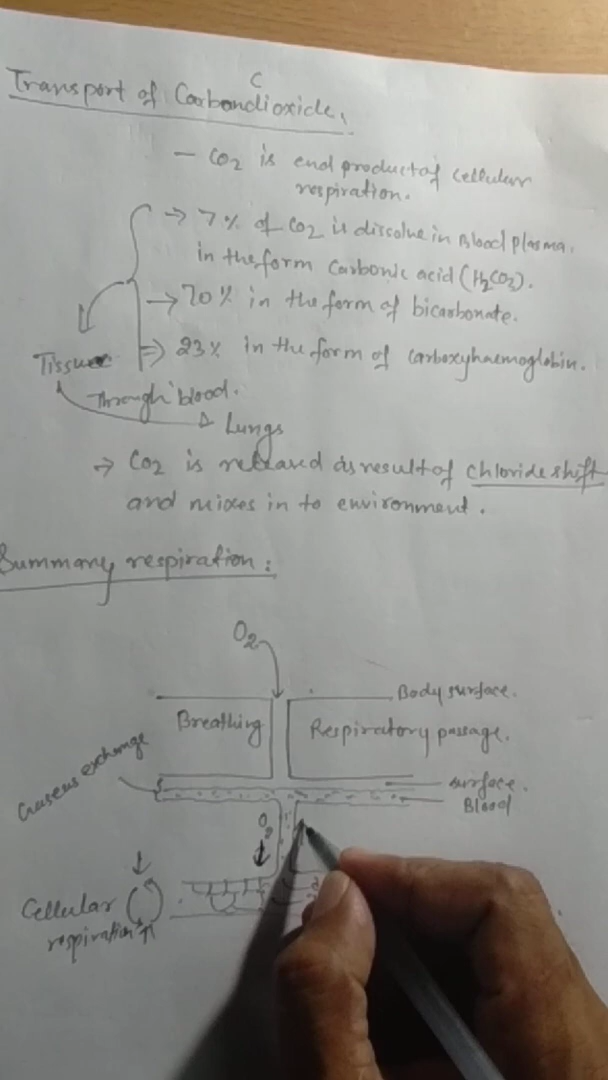 C
Transport of Carbondioxide.
- CO2 is end product of cellular
respiration.
→ 7% of CO2 is dissolve in Blood plasma.
in the form Carbonic acid (H2CO3).
→ 70% in the form of bicarbonate.
Tissue ⇒ 23% in the form of Carboxyhaemoglobin.
Through blood.
Lungs
→ CO2 is as result of chloride shift
and mixes in to environment.
Summary respiration:
O2
Body surface.
Breathing Respiratory passage.
Gaseus exchange
surface.
Blood
O2
Cellular
respiration